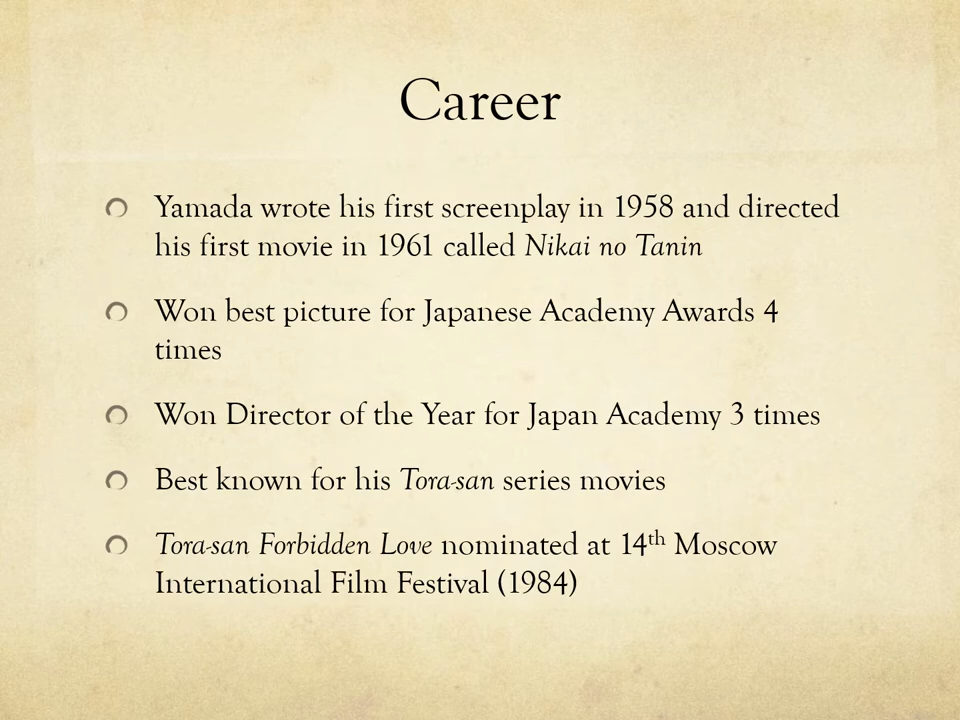 Career
Yamada wrote his first screenplay in 1958 and directed
his first movie in 1961 called Nikai no Tanin
Won best picture for Japanese Academy Awards 4
times
Won Director of the Year for Japan Academy 3 times
Best known for his Tora-san series movies
Tora-san Forbidden Love nominated at 14th Moscow
International Film Festival (1984)